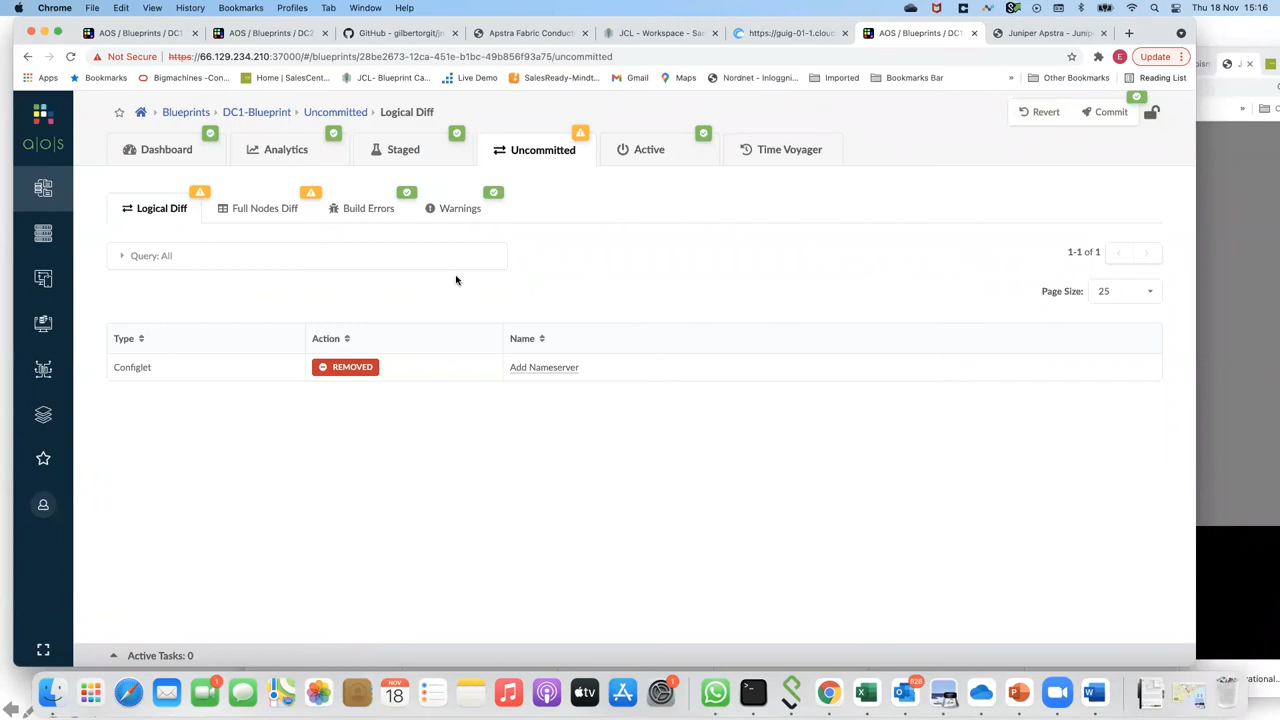 Chrome File Edit View History Bookmarks Profiles Tab Window Help Thu 18 Nov 15:16
AOS / Blueprints / DC1 AOS / Blueprints / DC2 GitHub - gilbertorgit/jn Apstra Fabric Conduct JCL - Workspace - Sa https://guig-01-1.cloud AOS / Blueprints / DC1 Juniper Apstra - Junip
Not Secure https://66.129.234.210:37000/#/blueprints/28be2673-12ca-451e-b1bc-49b856f93a75/uncommitted E Update
Apps Bookmarks Bigmachines -Con... Home | SalesCent... JCL- Blueprint Ca... Live Demo SalesReady-Mindt... Gmail Maps Nordnet - Inloggni... Imported Bookmarks Bar » Other Bookmarks Reading List
a|o|s
Blueprints DC1-Blueprint Uncommitted Logical Diff Revert Commit
Dashboard Analytics Staged Uncommitted Active Time Voyager
Logical Diff Full Nodes Diff Build Errors Warnings
Query: All 1-1 of 1
Page Size: 25
Type Action Name
Configlet REMOVED Add Nameserver
Active Tasks: 0
NOV
18
1
1
828